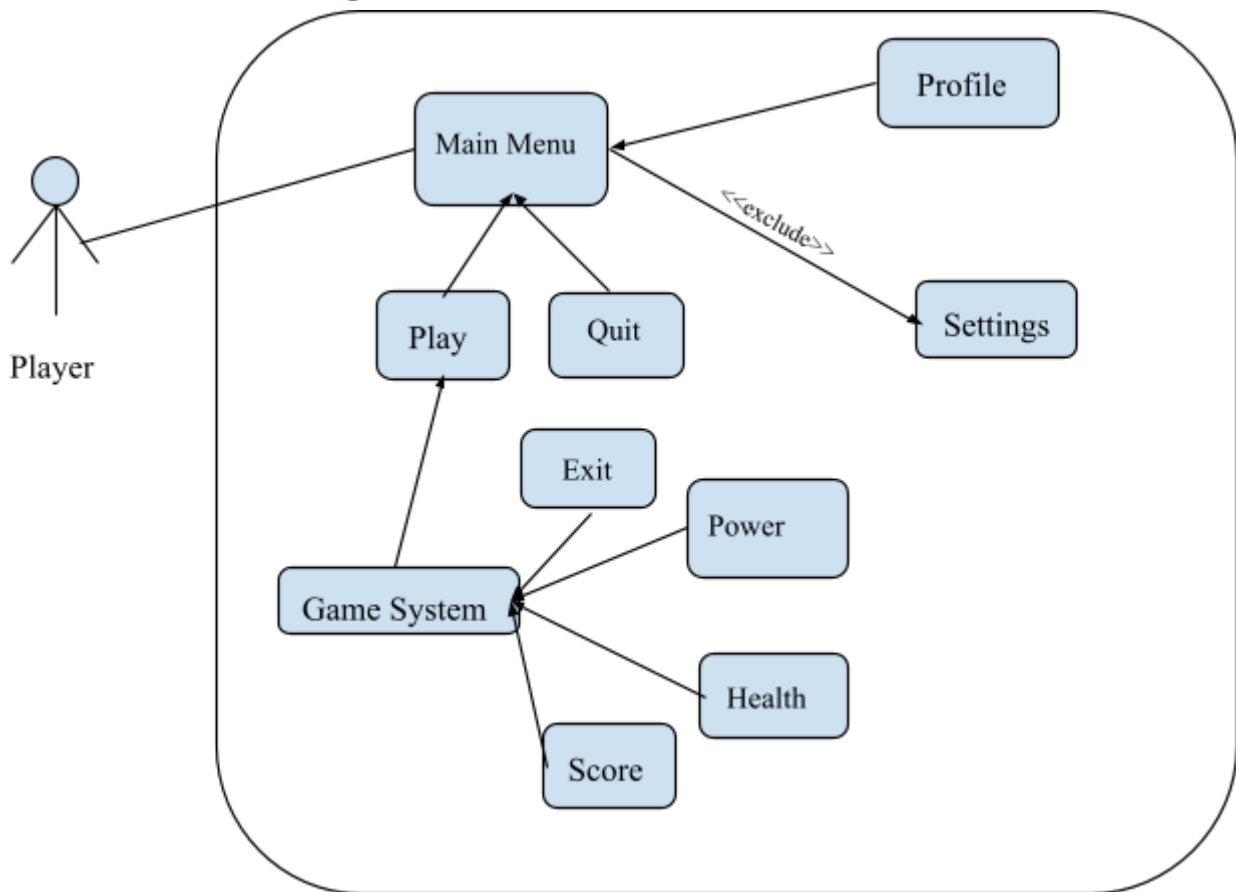 Profile
Main Menu
<<exclude>>
Settings
Play
Quit
Player
Exit
Power
Game System
Health
Score